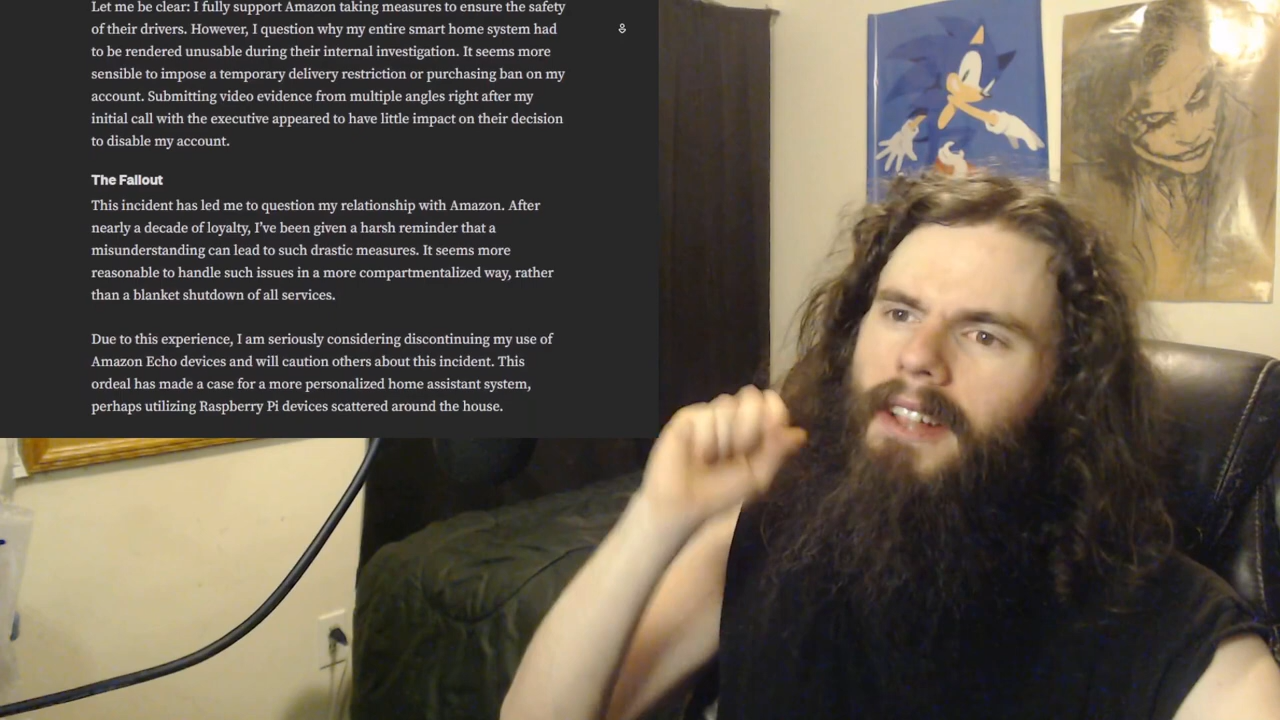 Let me be clear: I fully support Amazon taking measures to ensure the safety
of their drivers. However, I question why my entire smart home system had
to be rendered unusable during their internal investigation. It seems more
sensible to impose a temporary delivery restriction or purchasing ban on my
account. Submitting video evidence from multiple angles right after my
initial call with the executive appeared to have little impact on their decision
to disable my account.
The Fallout
This incident has led me to question my relationship with Amazon. After
nearly a decade of loyalty, I've been given a harsh reminder that a
misunderstanding can lead to such drastic measures. It seems more
reasonable to handle such issues in a more compartmentalized way, rather
than a blanket shutdown of all services.
Due to this experience, I am seriously considering discontinuing my use of
Amazon Echo devices and will caution others about this incident. This
ordeal has made a case for a more personalized home assistant system,
perhaps utilizing Raspberry Pi devices scattered around the house.